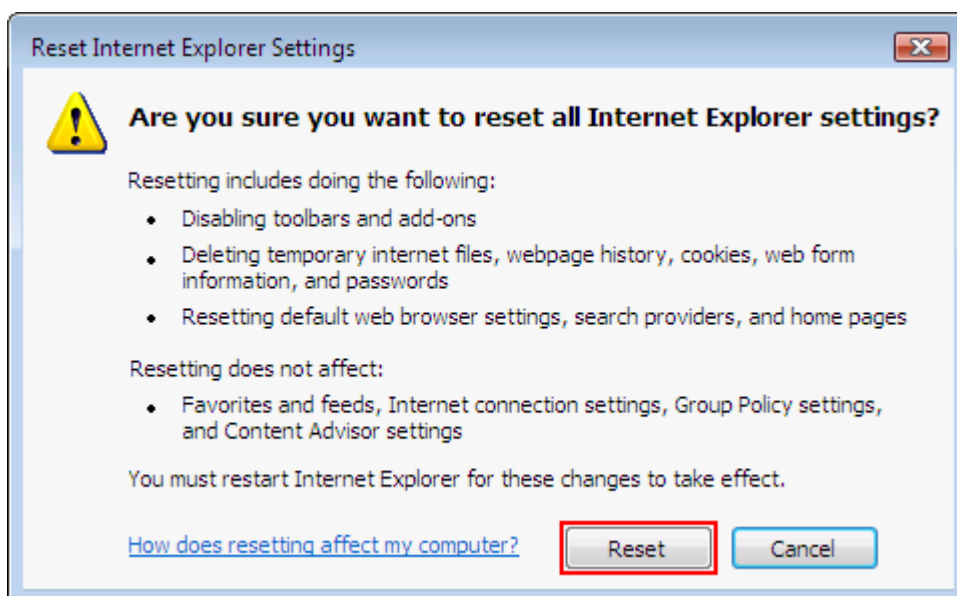 Reset Internet Explorer Settings
Are you sure you want to reset all Internet Explorer settings?
Resetting includes doing the following:
• Disabling toolbars and add-ons
• Deleting temporary internet files, webpage history, cookies, web form
information, and passwords
• Resetting default web browser settings, search providers, and home pages
Resetting does not affect:
• Favorites and feeds, Internet connection settings, Group Policy settings,
and Content Advisor settings
You must restart Internet Explorer for these changes to take effect.
How does resetting affect my computer? Reset Cancel